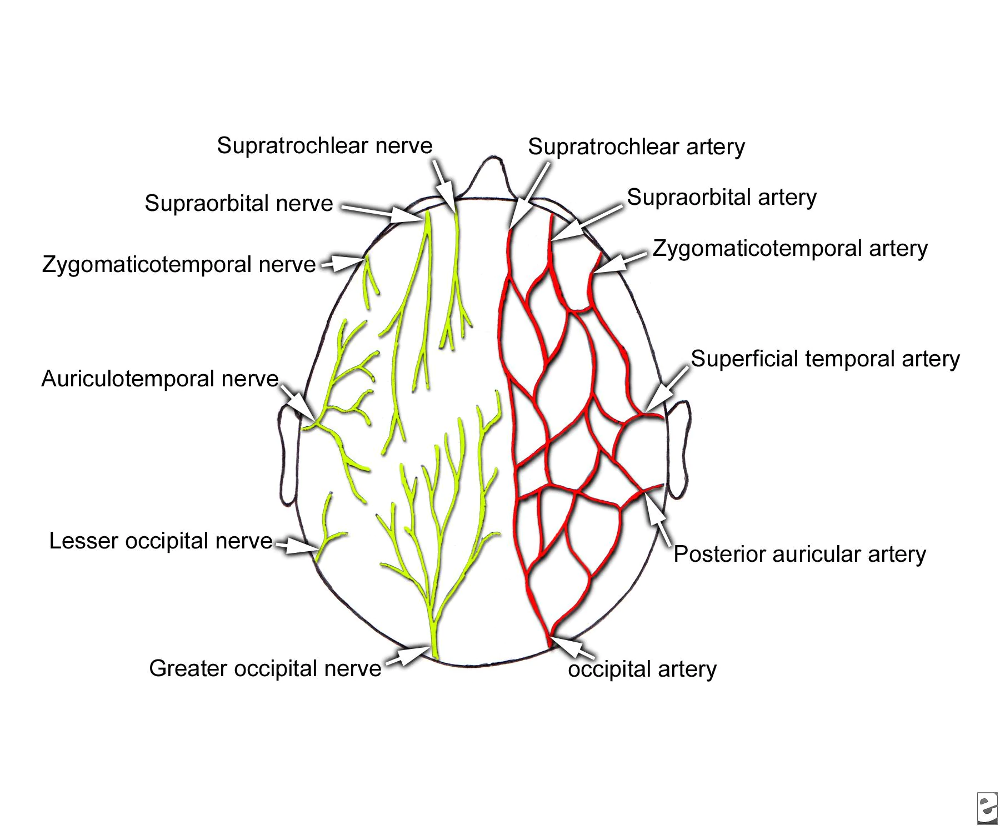 Supratrochlear nerve
Supratrochlear artery
Supraorbital nerve
Supraorbital artery
Zygomaticotemporal nerve
Zygomaticotemporal artery
Auriculotemporal nerve
Superficial temporal artery
Lesser occipital nerve
Posterior auricular artery
Greater occipital nerve
occipital artery
e